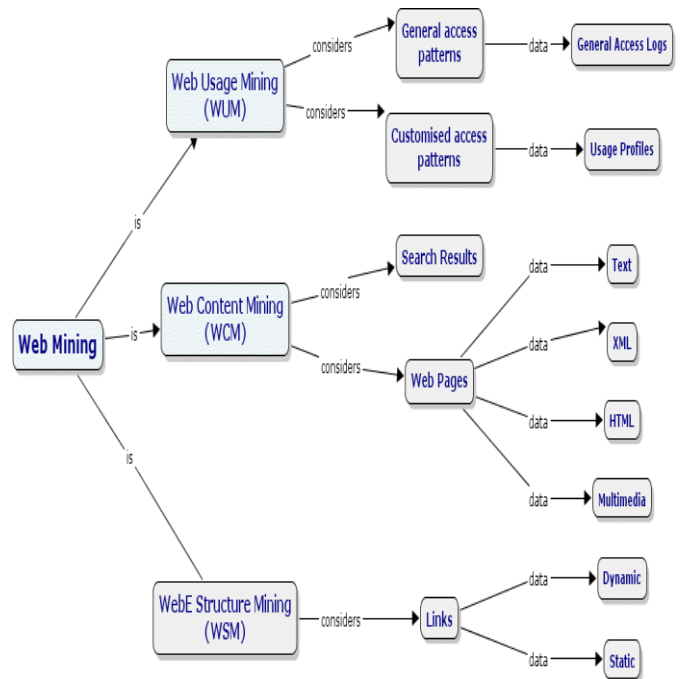 Web Mining
is
Web Usage Mining
(WUM)
considers
General access
patterns
data
General Access Logs
considers
Customised access
patterns
data
Usage Profiles
is
Web Content Mining
(WCM)
considers
Search Results
considers
Web Pages
data
Text
data
XML
data
HTML
data
Multimedia
is
WebE Structure Mining
(WSM)
considers
Links
data
Dynamic
data
Static